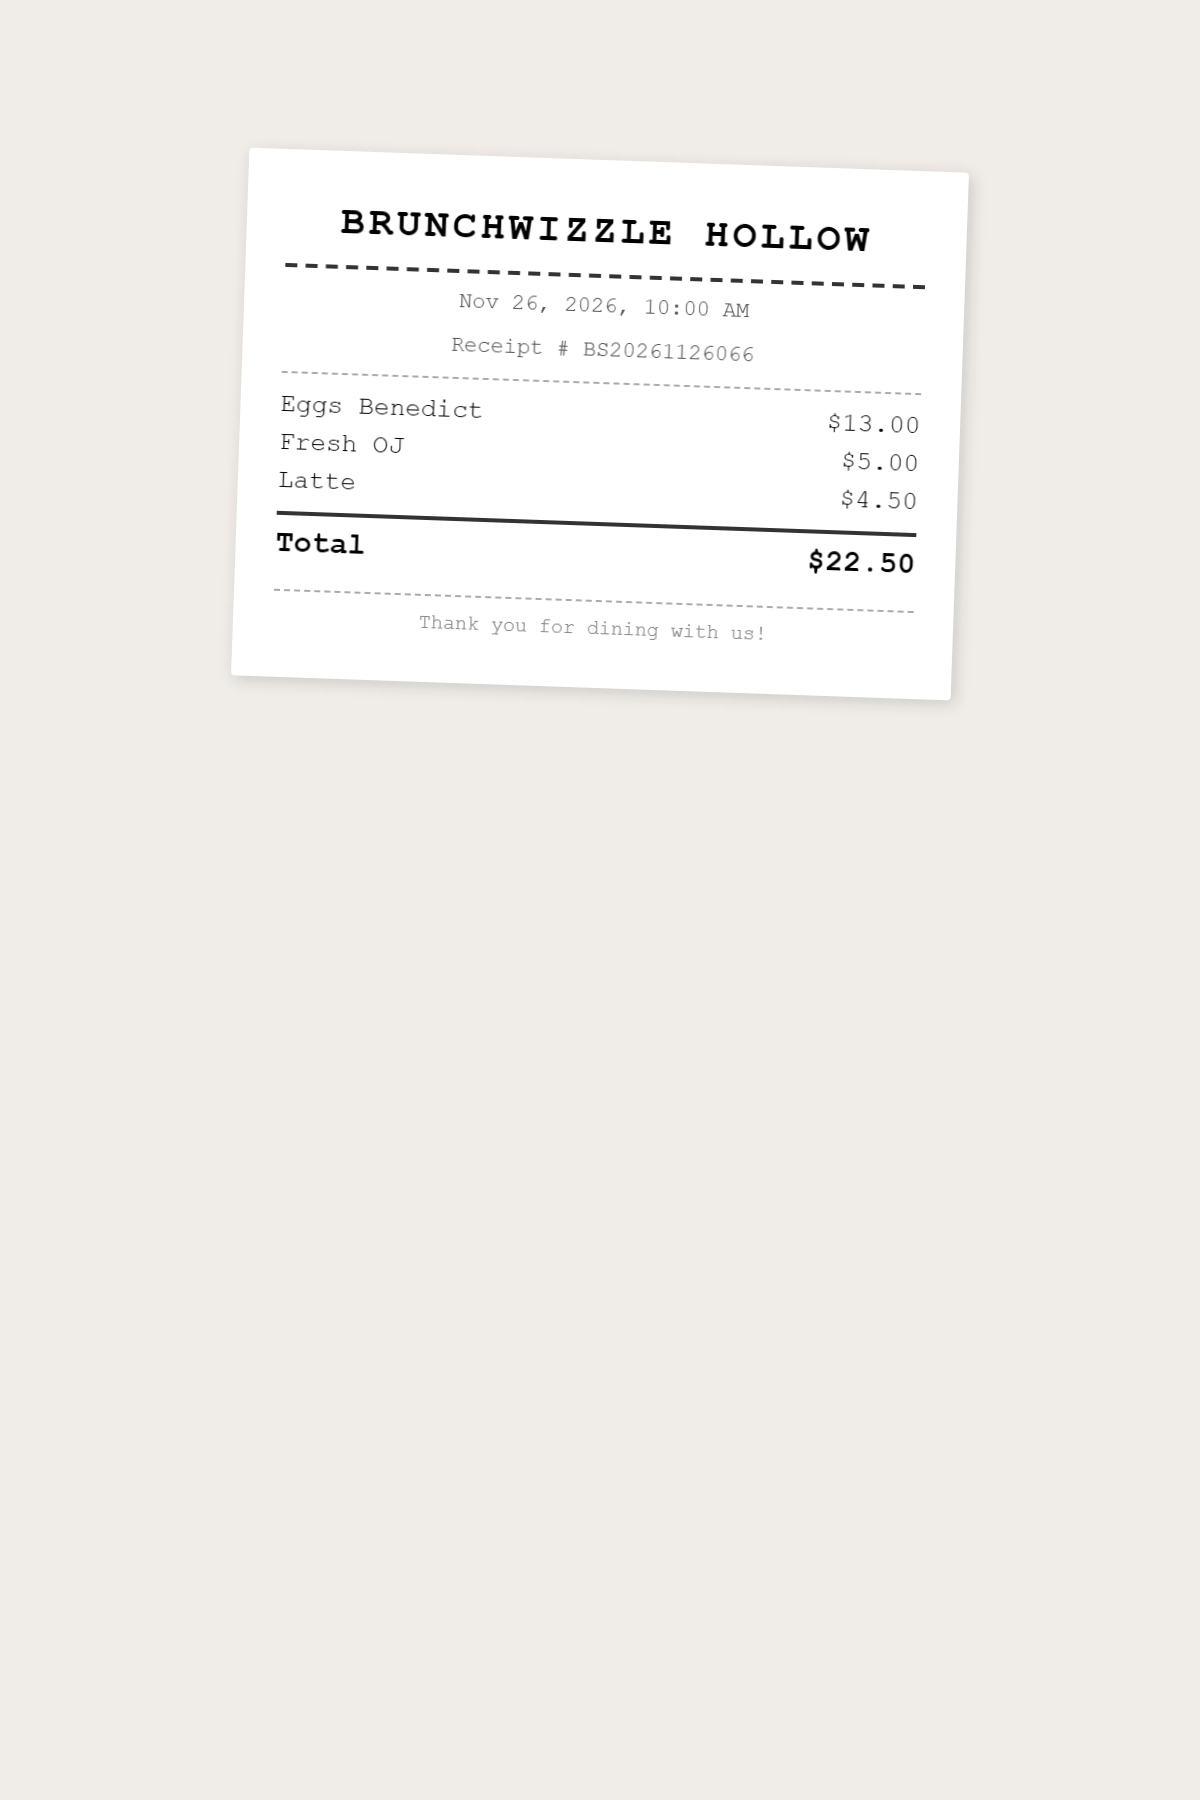 BRUNCHWIZZLE HOLLOW
Nov 26, 2026, 10:00 AM
Receipt # BS20261126066
Eggs Benedict $13.00
Fresh OJ $5.00
Latte $4.50
Total $22.50
Thank you for dining with us!